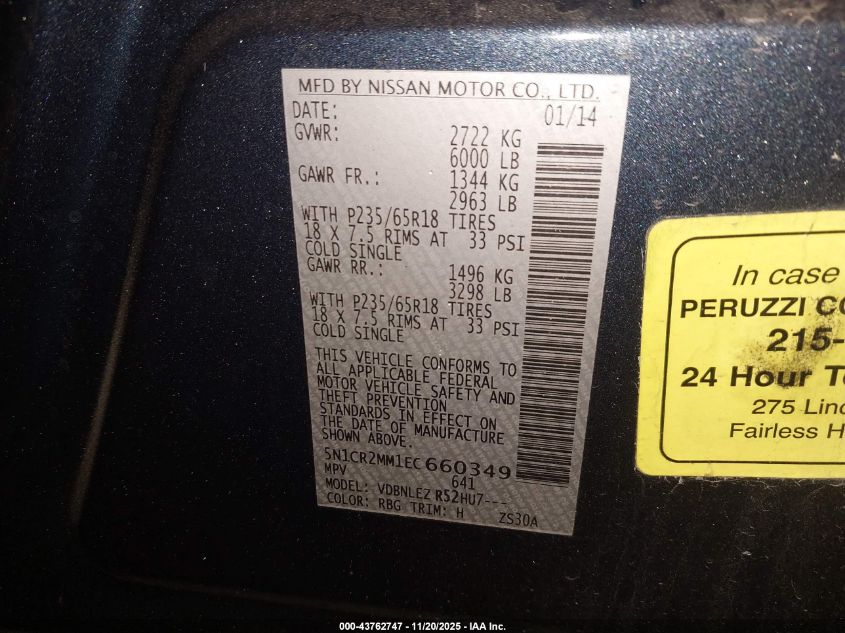 MFD BY NISSAN MOTOR CO., LTD.
DATE: 01/14
GVWR: 2722 KG
6000 LB
GAWR FR.: 1344 KG
2963 LB
WITH P235/65R18 TIRES
18 X 7.5 RIMS AT 33 PSI
COLD SINGLE
GAWR RR.: 1496 KG
3298 LB
WITH P235/65R18 TIRES
18 X 7.5 RIMS AT 33 PSI
COLD SINGLE
THIS VEHICLE CONFORMS TO
ALL APPLICABLE FEDERAL
MOTOR VEHICLE SAFETY AND
THEFT PREVENTION
STANDARDS IN EFFECT ON
THE DATE OF MANUFACTURE
SHOWN ABOVE.
5N1CR2MM1EC660349
MPV 641
MODEL: VDBNLEZ R52HU7---
COLOR: RBG TRIM: H ZS30A
In case
PERUZZI CO
215-
24 Hour To
275 Linc
Fairless H
000-43762747 - 11/20/2025 - IAA Inc.